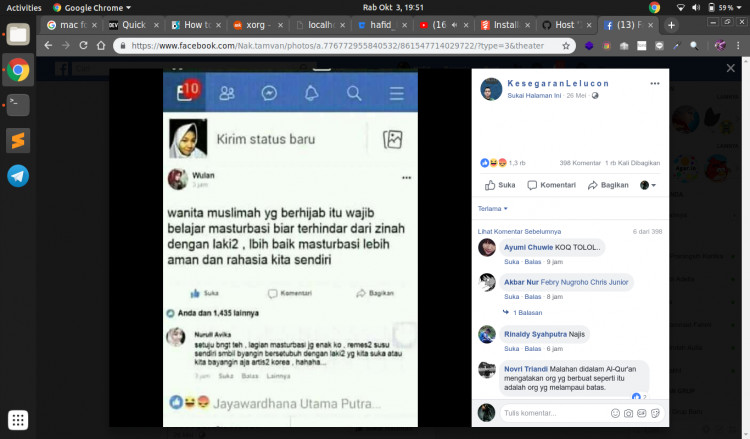 Activities
Google Chrome
Rab Okt 3, 19:51
59 %
mac fo
Quick
How to
xorg –
localho
hafid_
(16
Install
Host '
(13) F
https://www.facebook.com/Nak.tamvan/photos/a.776772955840532/861547714029722/?type=3&theater
10
Kirim status baru
Wulan
3 jam
wanita muslimah yg berhijab itu wajib
belajar masturbasi biar terhindar dari zinah
dengan laki2 , lbih baik masturbasi lebih
aman dan rahasia kita sendiri
Suka
Komentari
Bagikan
Anda dan 1,435 lainnya
Nurull Avika
setuju bngt teh , lagian masturbasi jg enak ko , remes2 susu
sendiri smbil byangin bersetubuh dengan laki2 yg kita suka atau
kita bayangin aja artis2 korea , hahaha...
3 jam Suka Balas Lainnya
Jayawardhana Utama Putra...
KesegaranLelucon
Sukai Halaman Ini · 26 Mei ·
1,3 rb
398 Komentar 1 rb Kali Dibagikan
Suka
Komentari
Bagikan
Terlama
Lihat Komentar Sebelumnya
6 dari 398
Ayumi Chuwie KOQ TOLOL..
Suka · Balas · 9 jam
Akbar Nur Febry Nugroho Chris Junior
Suka · Balas · 8 jam
1 Balasan
Rinaldy Syahputra Najis
Suka · Balas · 6 jam
Novri Triandi Malahan didalam Al-Qur'an
mengatakan org yg berbuat seperti itu
adalah org yg melampaui batas.
2
Tulis komentar...